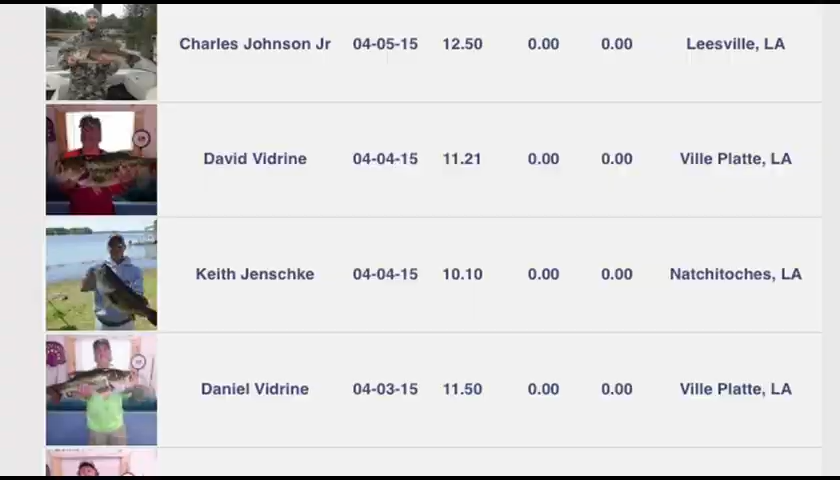 Charles Johnson Jr 04-05-15 12.50 0.00 0.00 Leesville, LA
David Vidrine 04-04-15 11.21 0.00 0.00 Ville Platte, LA
Keith Jenschke 04-04-15 10.10 0.00 0.00 Natchitoches, LA
Daniel Vidrine 04-03-15 11.50 0.00 0.00 Ville Platte, LA